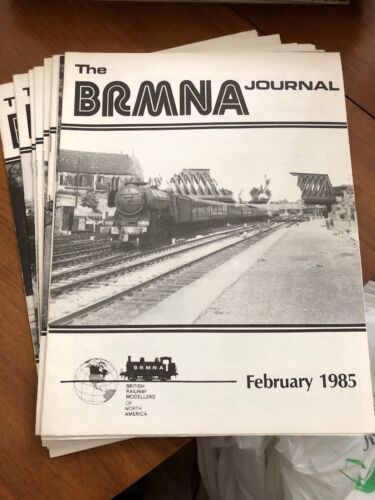 The
BRMNA JOURNAL
BRMNA
BRITISH
RAILWAY
MODELLERS
OF
NORTH
AMERICA
February 1985